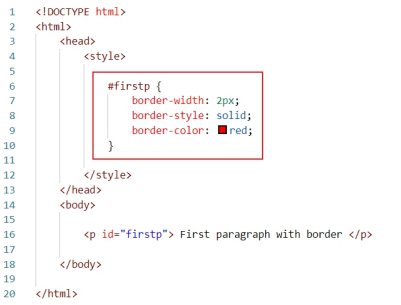 1 <!DOCTYPE html>
2 <html>
3 <head>
4 <style>
5
6 #firstp {
7 border-width: 2px;
8 border-style: solid;
9 border-color: red;
10 }
11
12 </style>
13 </head>
14 <body>
15
16 <p id="firstp"> First paragraph with border </p>
17
18 </body>
19
20 </html>